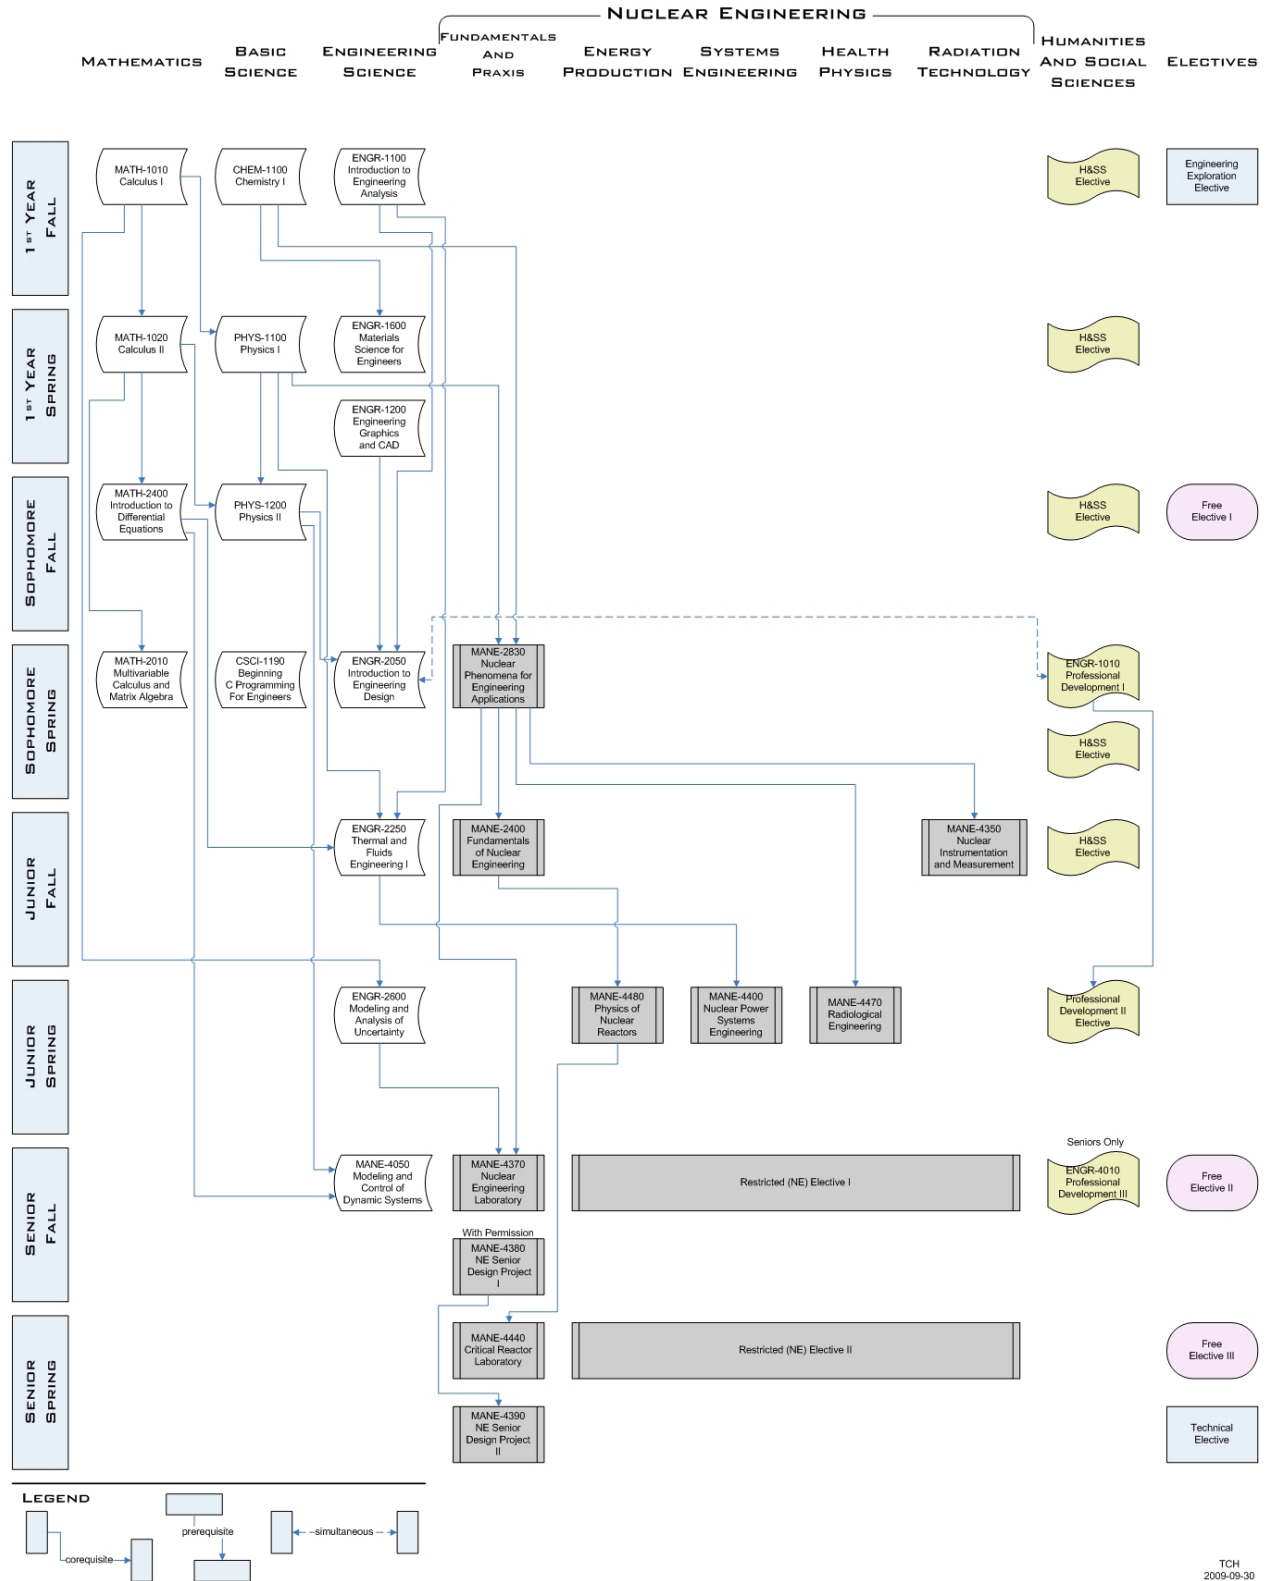 NUCLEAR ENGINEERING
MATHEMATICS
BASIC
SCIENCE
ENGINEERING
SCIENCE
FUNDAMENTALS
AND
PRAXIS
ENERGY
PRODUCTION
SYSTEMS
ENGINEERING
HEALTH
PHYSICS
RADIATION
TECHNOLOGY
HUMANITIES
AND SOCIAL
SCIENCES
ELECTIVES
1ST YEAR
FALL
MATH-1010
Calculus I
CHEM-1100
Chemistry I
ENGR-1100
Introduction to
Engineering
Analysis
H&SS
Elective
Engineering
Exploration
Elective
1ST YEAR
SPRING
MATH-1020
Calculus II
PHYS-1100
Physics I
ENGR-1600
Materials
Science for
Engineers
H&SS
Elective
ENGR-1200
Engineering
Graphics
and CAD
SOPHOMORE
FALL
MATH-2400
Introduction to
Differential
Equations
PHYS-1200
Physics II
H&SS
Elective
Free
Elective I
SOPHOMORE
SPRING
MATH-2010
Multivariable
Calculus and
Matrix Algebra
CSCI-1190
Beginning
C Programming
For Engineers
ENGR-2050
Introduction to
Engineering
Design
MANE-2830
Nuclear
Phenomena for
Engineering
Applications
ENGR-1010
Professional
Development I
H&SS
Elective
JUNIOR
FALL
ENGR-2250
Thermal and
Fluids
Engineering I
MANE-2400
Fundamentals
of Nuclear
Engineering
MANE-4350
Nuclear
Instrumentation
and Measurement
H&SS
Elective
JUNIOR
SPRING
ENGR-2600
Modeling and
Analysis of
Uncertainty
MANE-4480
Physics of
Nuclear
Reactors
MANE-4400
Nuclear Power
Systems
Engineering
MANE-4470
Radiological
Engineering
Professional
Development II
Elective
SENIOR
FALL
MANE-4050
Modeling and
Control of
Dynamic Systems
MANE-4370
Nuclear
Engineering
Laboratory
Restricted (NE) Elective I
Seniors Only
ENGR-4010
Professional
Development III
Free
Elective II
With Permission
MANE-4380
NE Senior
Design Project
I
SENIOR
SPRING
MANE-4440
Critical Reactor
Laboratory
Restricted (NE) Elective II
Free
Elective III
MANE-4390
NE Senior
Design Project
II
Technical
Elective
LEGEND
corequisite
prerequisite
simultaneous
TCH
2009-09-30